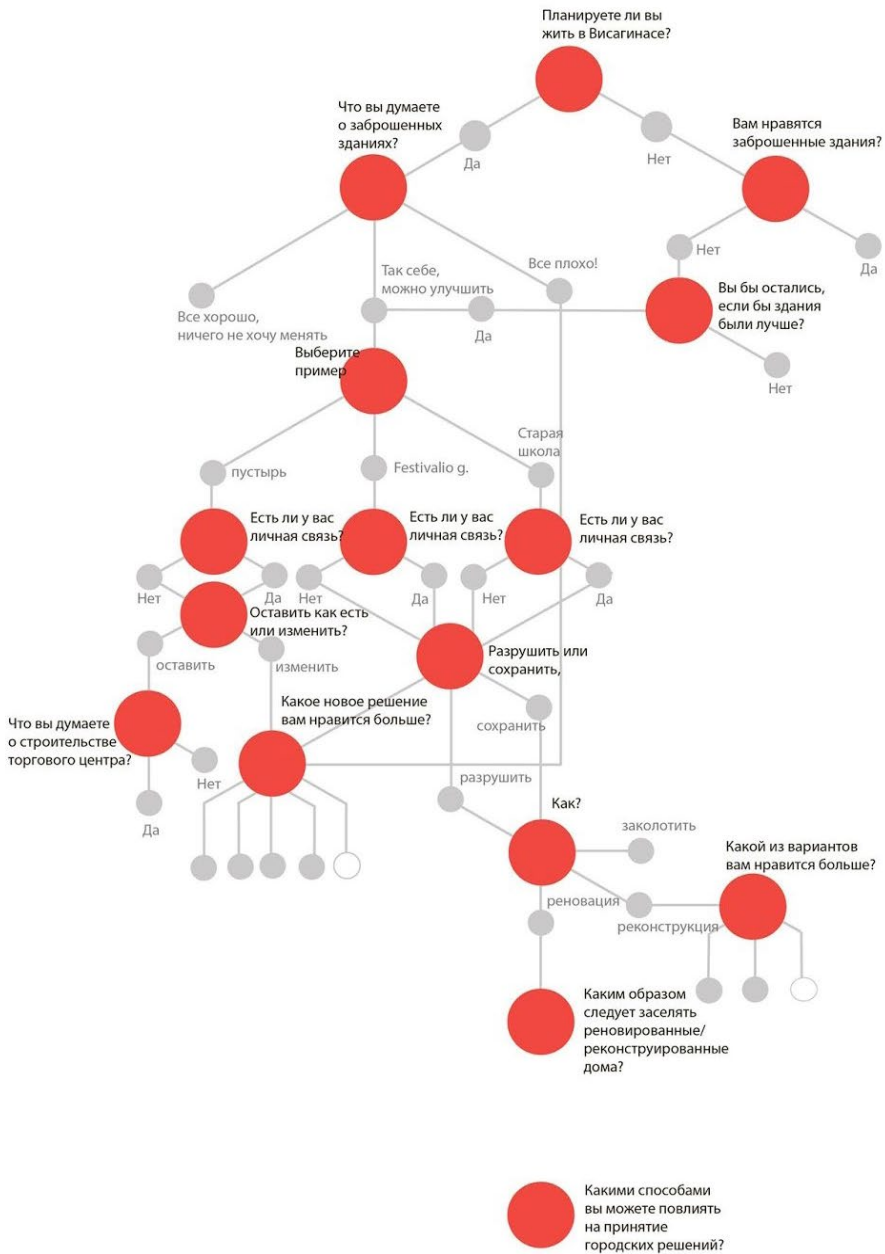 Планируете ли вы
жить в Висагинасе?
Что вы думаете
о заброшенных
зданиях?
Да
Нет
Вам нравятся
заброшенные здания?
Все хорошо,
ничего не хочу менять
Так себе,
можно улучшить
Все плохо!
Нет
Да
Вы бы остались,
если бы здания
были лучше?
Да
Нет
Выберите
пример
пустырь
Festivalio g.
Старая
школа
Есть ли у вас
личная связь?
Есть ли у вас
личная связь?
Есть ли у вас
личная связь?
Нет
Да
Нет
Да
Нет
Да
Оставить как есть
или изменить?
оставить
изменить
Разрушить или
сохранить,
Что вы думаете
о строительстве
торгового центра?
Нет
Да
Какое новое решение
вам нравится больше?
сохранить
разрушить
Как?
заколотить
реновация
реконструкция
Какой из вариантов
вам нравится больше?
Каким образом
следует заселять
реновированные/
реконструированные
дома?
Какими способами
вы можете повлиять
на принятие
городских решений?